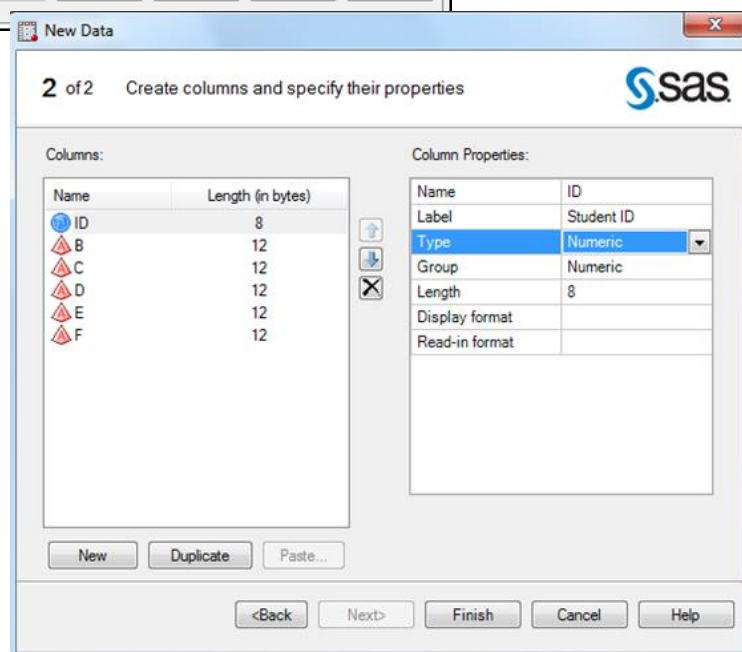 New Data
2 of 2 Create columns and specify their properties
sas
Columns:
Name Length (in bytes)
ID 8
B 12
C 12
D 12
E 12
F 12
New Duplicate Paste...
Column Properties:
Name ID
Label Student ID
Type Numeric
Group Numeric
Length 8
Display format
Read-in format
<Back Next> Finish Cancel Help